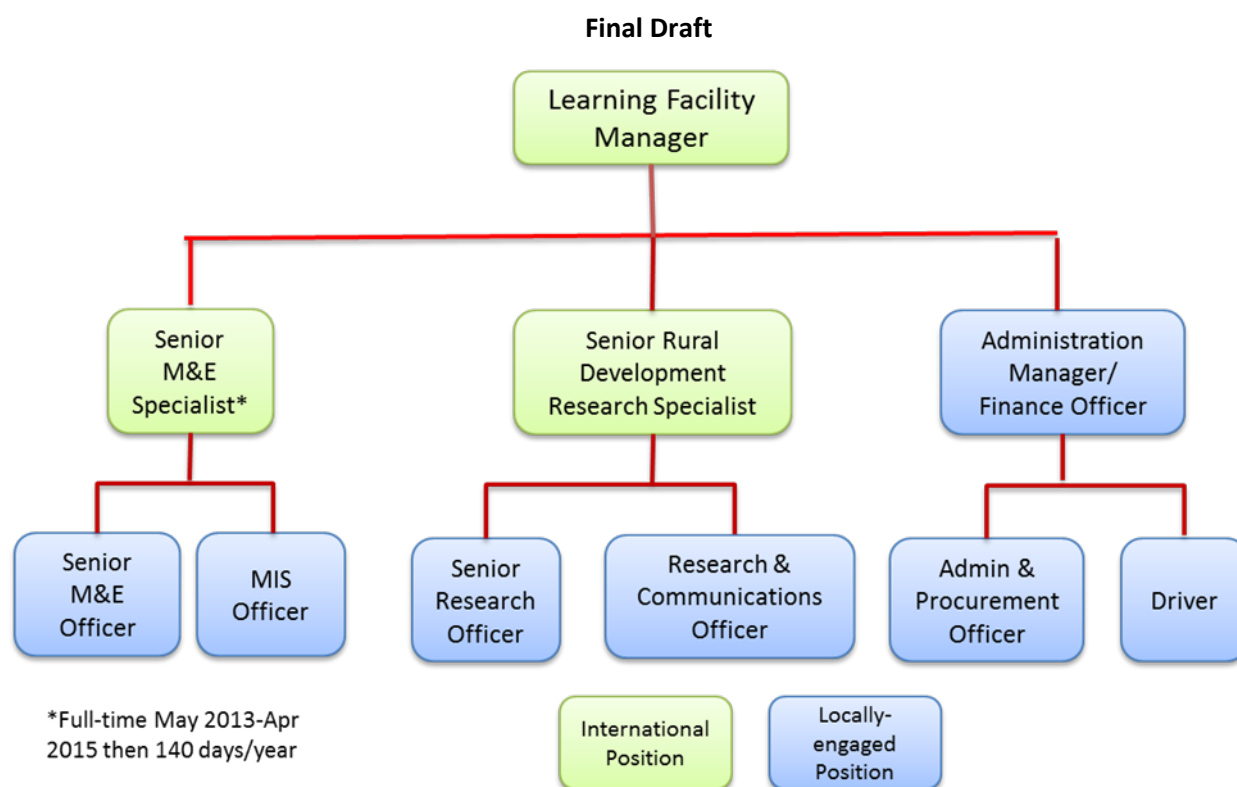 Final Draft
Learning Facility
Manager
Senior
M&E
Specialist*
Senior Rural
Development
Research Specialist
Administration
Manager/
Finance Officer
Senior
M&E
Officer
MIS
Officer
Senior
Research
Officer
Research &
Communications
Officer
Admin &
Procurement
Officer
Driver
*Full-time May 2013-Apr
2015 then 140 days/year
International
Position
Locally-
engaged
Position